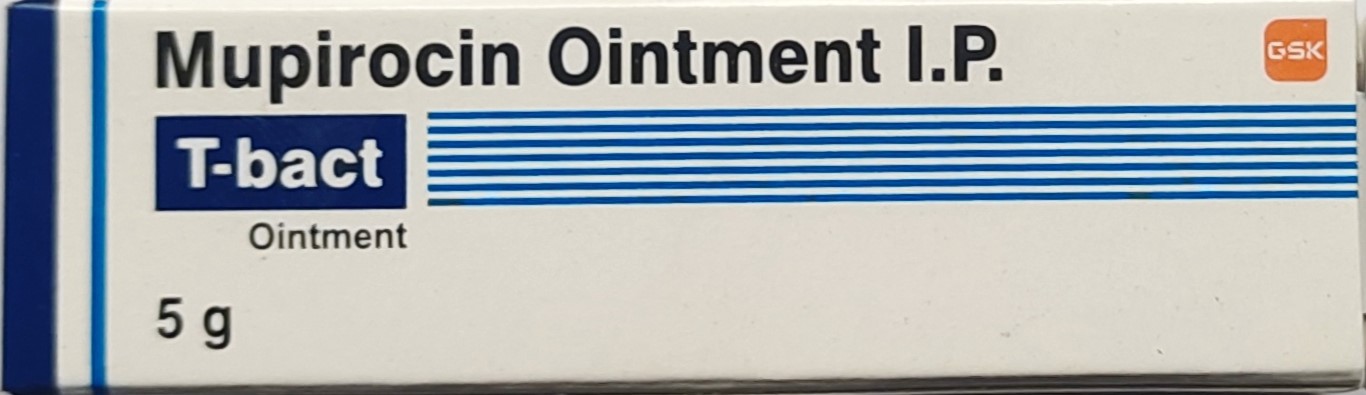 Mupirocin Ointment I.P.
GSK
T-bact
Ointment
5 g